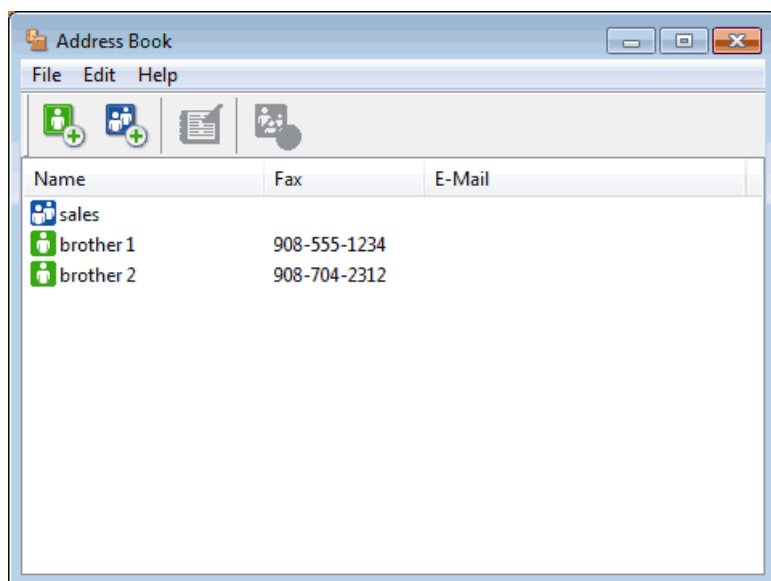 Address Book
File Edit Help
Name Fax E-Mail
sales
brother 1 908-555-1234
brother 2 908-704-2312